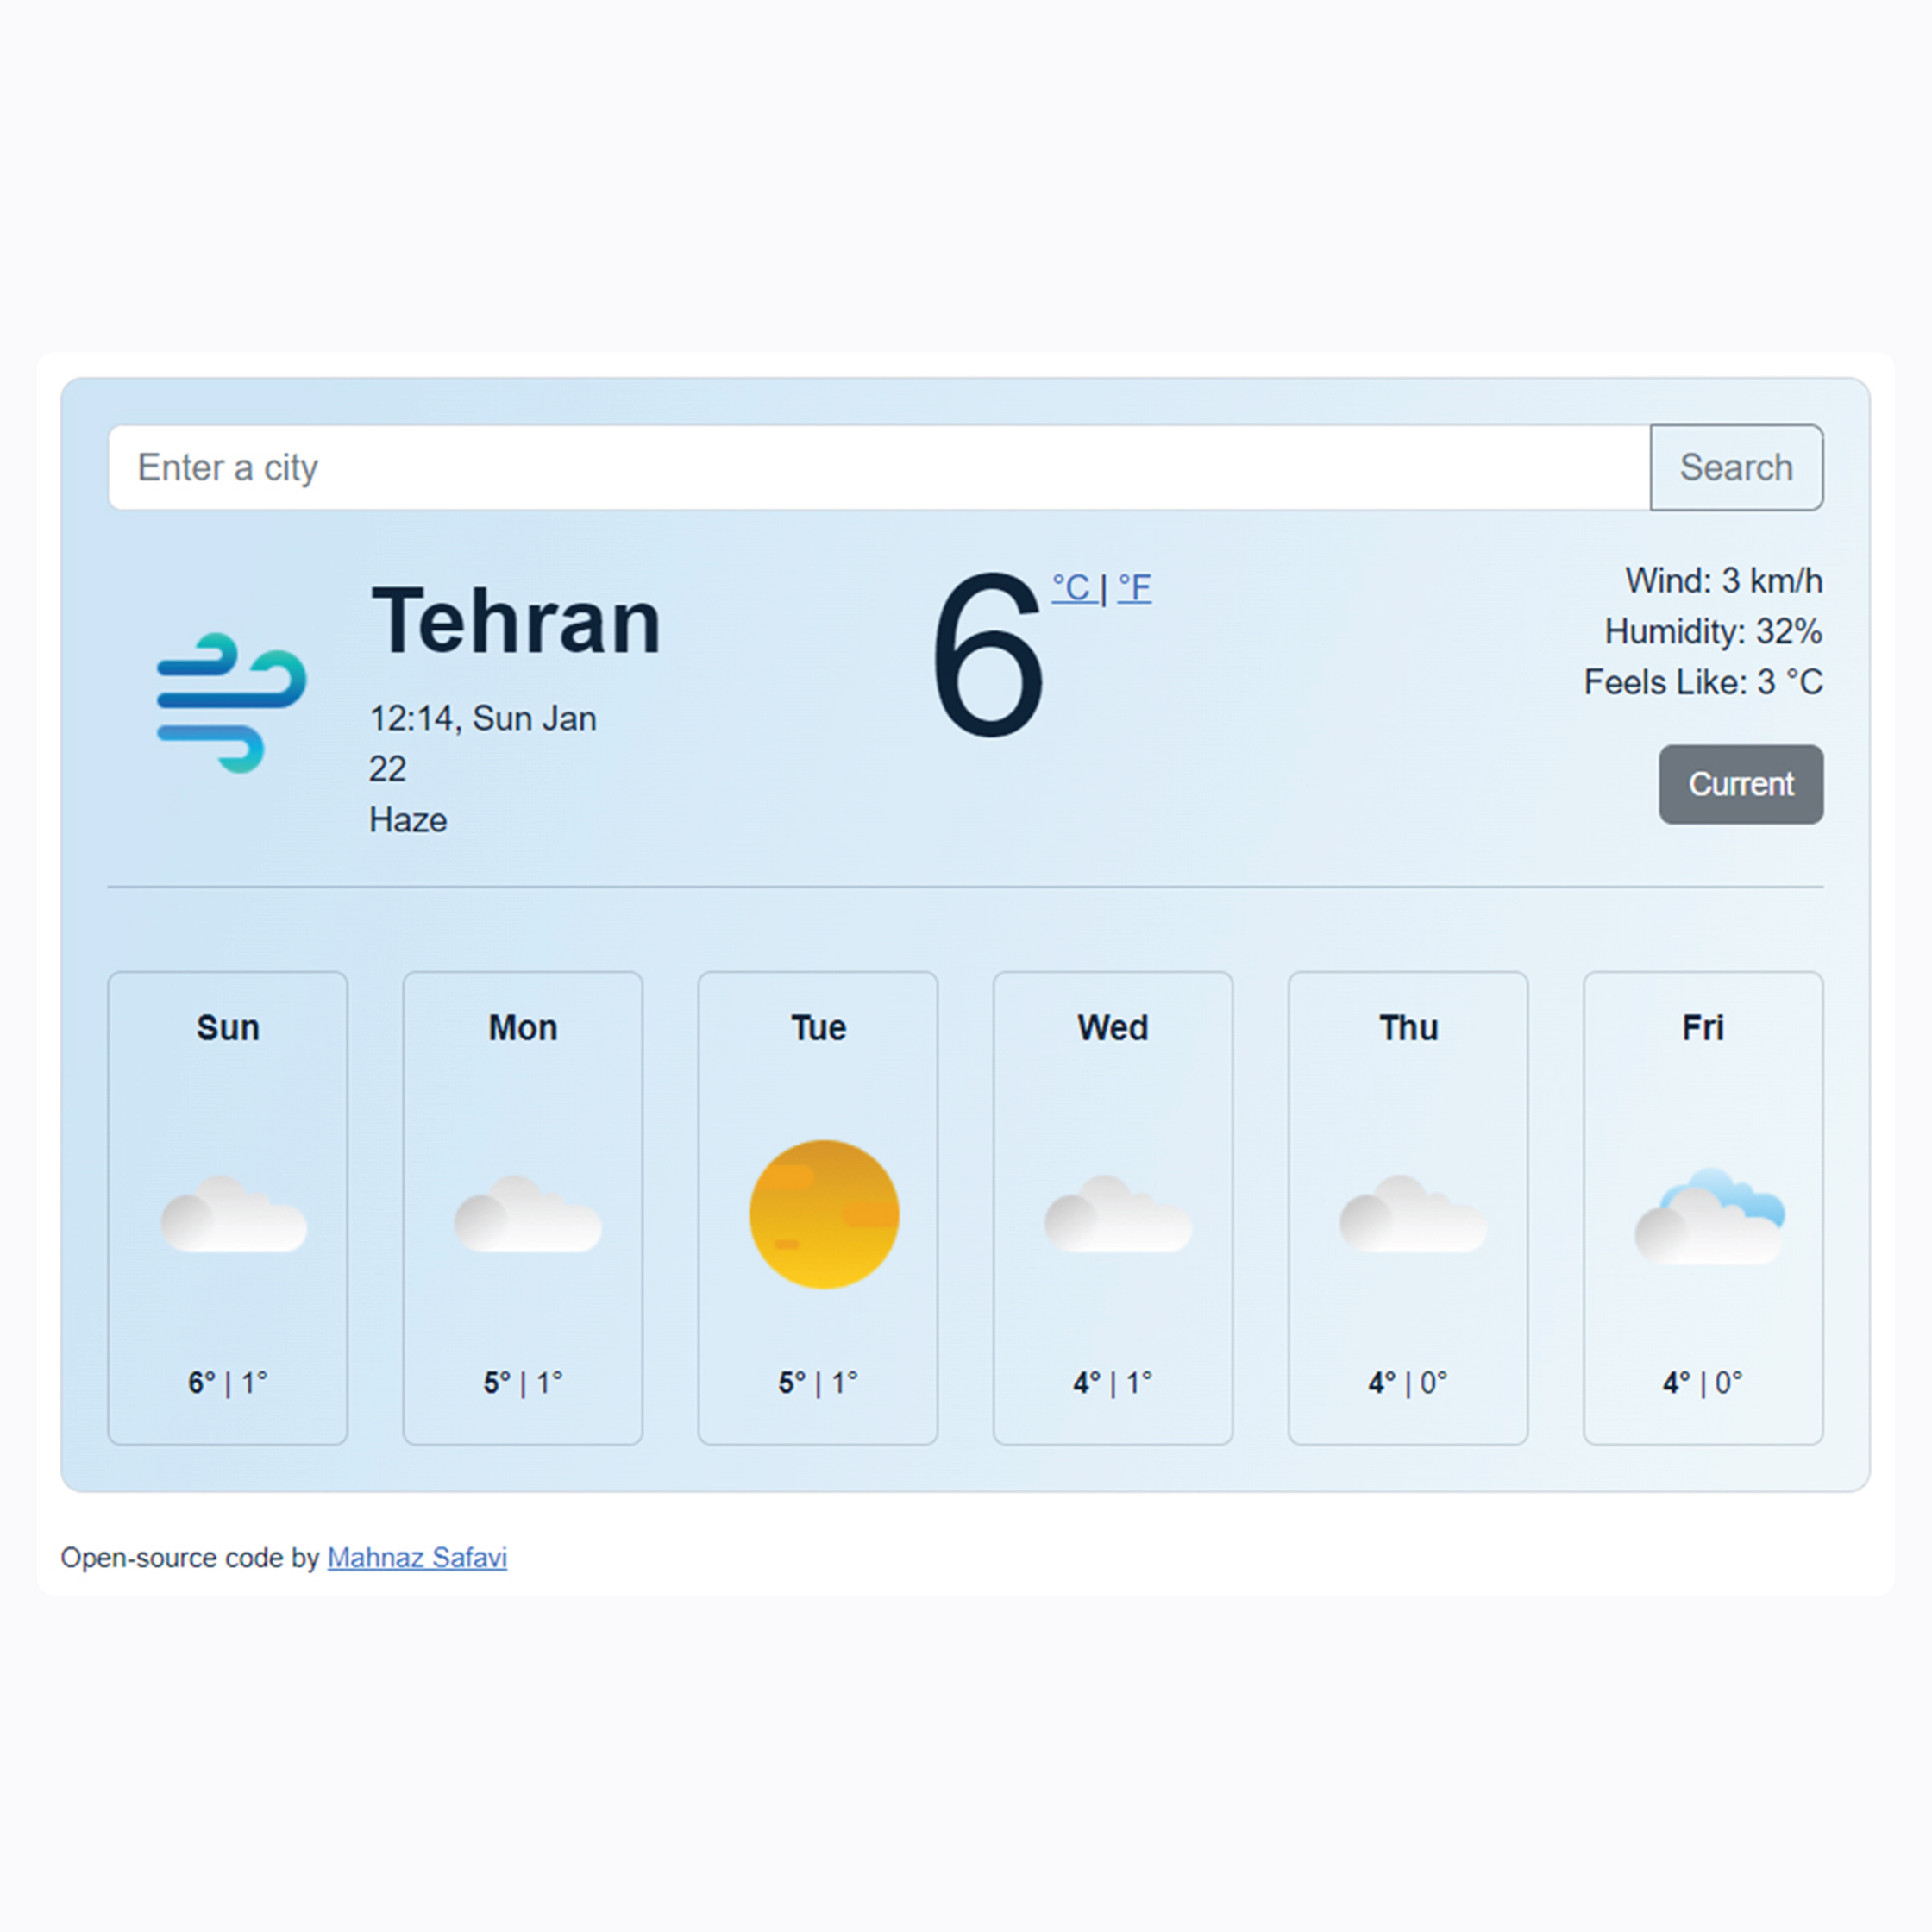 Enter a city
Search
Tehran
12:14, Sun Jan
22
Haze
6 °C | °F
Wind: 3 km/h
Humidity: 32%
Feels Like: 3 °C
Current
Sun
6° | 1°
Mon
5° | 1°
Tue
5° | 1°
Wed
4° | 1°
Thu
4° | 0°
Fri
4° | 0°
Open-source code by Mahnaz Safavi